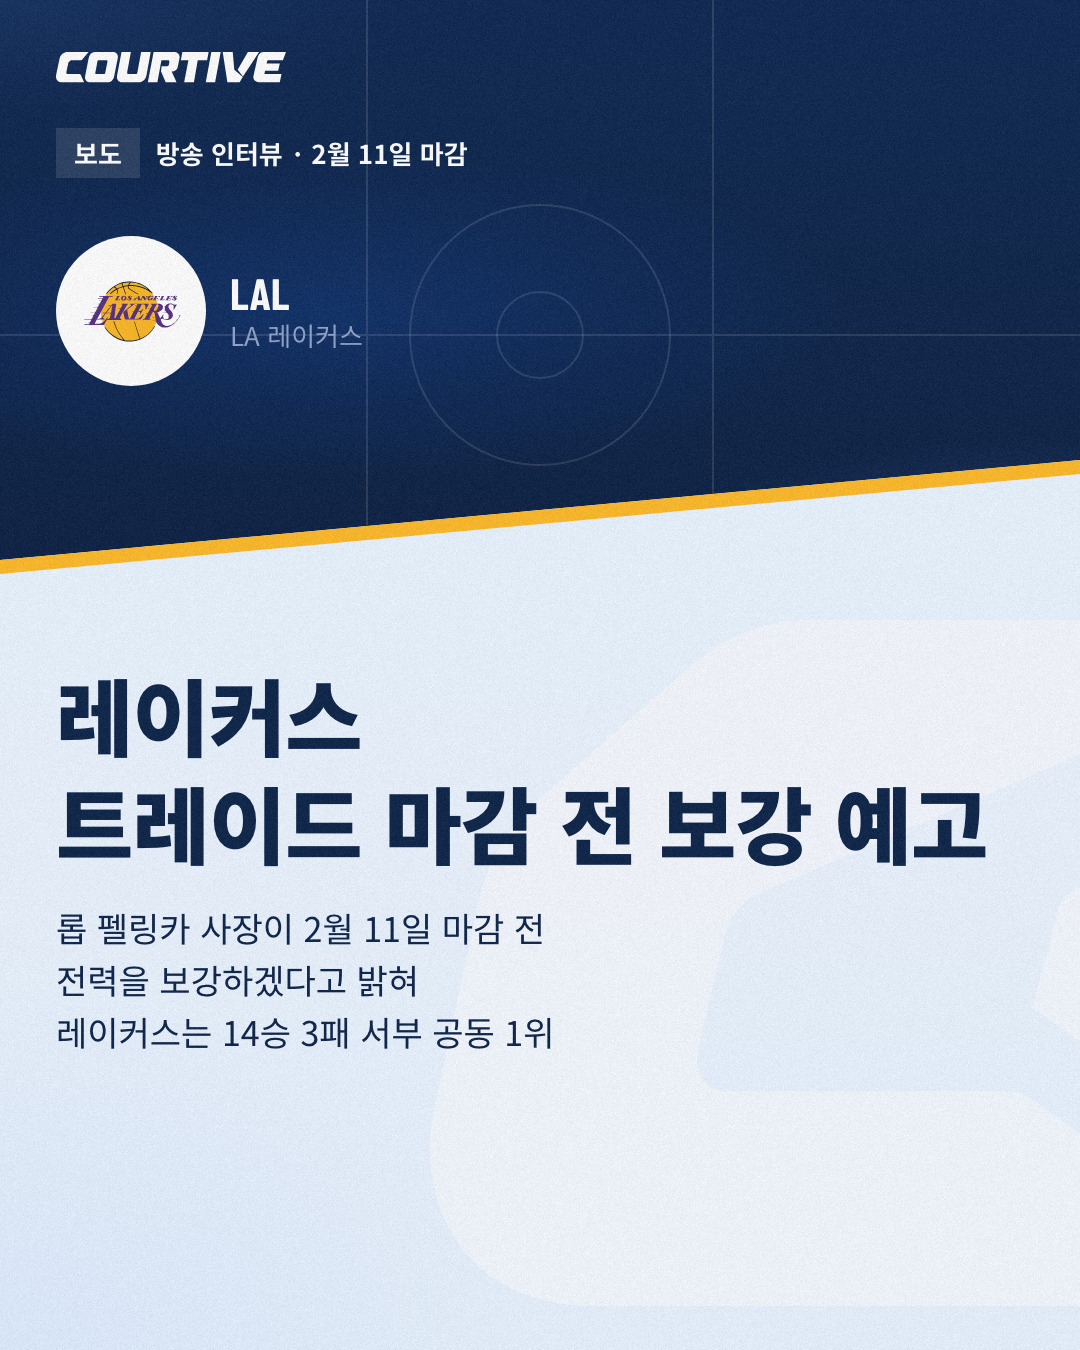 COURTIVE
보도 방송 인터뷰 · 2월 11일 마감
LOS ANGELES
LAKERS
LAL
LA 레이커스
레이커스
트레이드 마감 전 보강 예고
롭 펠링카 사장이 2월 11일 마감 전
전력을 보강하겠다고 밝혀
레이커스는 14승 3패 서부 공동 1위